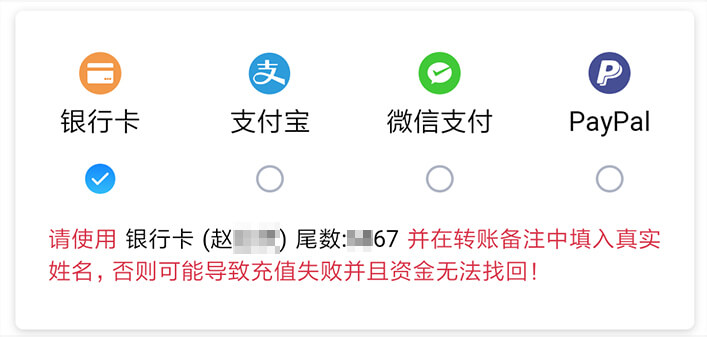 银行卡 支付宝 微信支付 PayPal
请使用 银行卡 (赵) 尾数:67 并在转账备注中填入真实
姓名，否则可能导致充值失败并且资金无法找回！